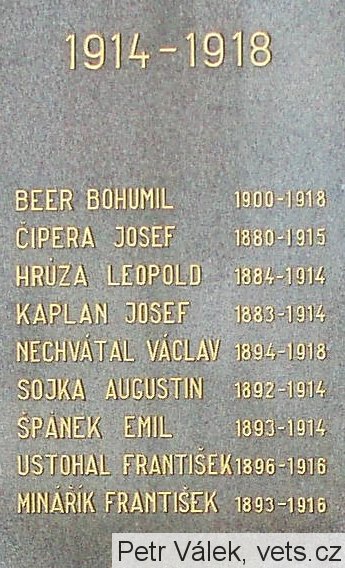 1914-1918
BEER BOHUMIL 1900-1918
ČIPERA JOSEF 1880-1915
HRŮZA LEOPOLD 1884-1914
KAPLAN JOSEF 1883-1914
NECHVÁTAL VÁCLAV 1894-1918
SOJKA AUGUSTIN 1892-1914
ŠPÁNEK EMIL 1893-1914
USTOHAL FRANTIŠEK 1896-1916
MINÁŘÍK FRANTIŠEK 1893-1916
Petr Válek, vets.cz